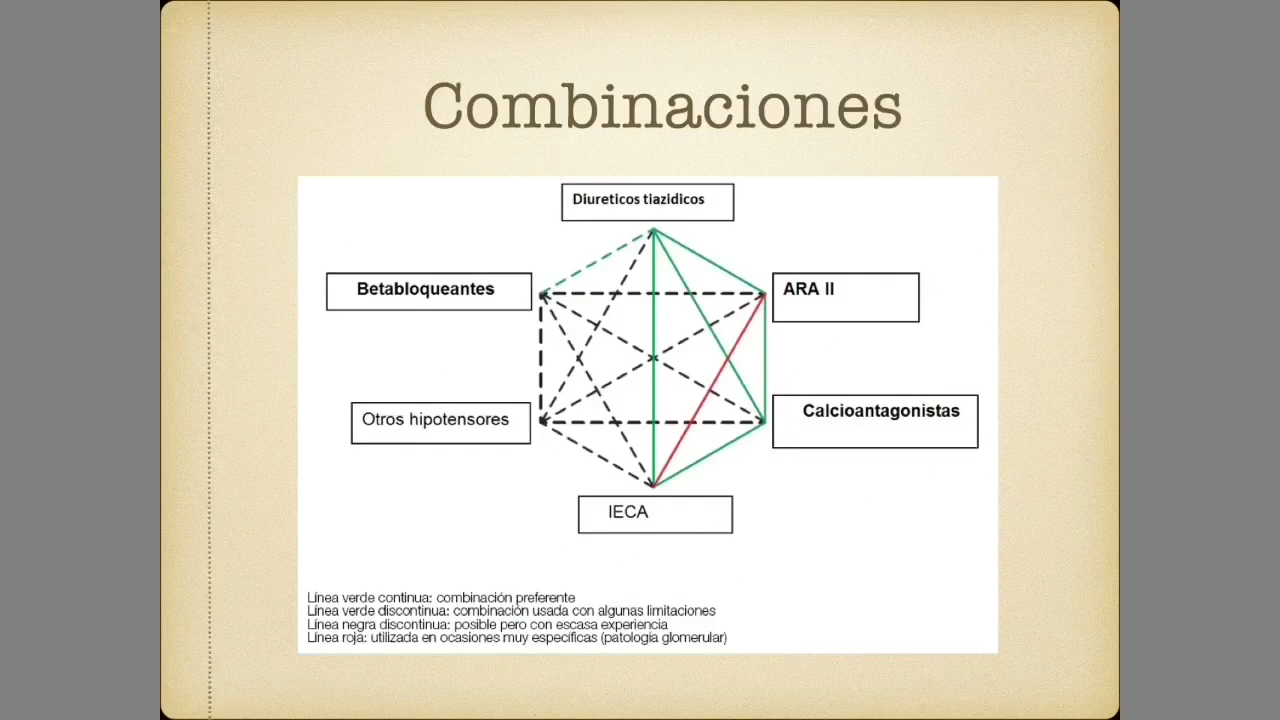 Combinaciones
Diureticos tiazidicos
Betabloqueantes
ARA II
Otros hipotensores
Calcioantagonistas
IECA
Línea verde continua: combinación preferente
Línea verde discontinua: combinación usada con algunas limitaciones
Línea negra discontinua: posible pero con escasa experiencia
Línea roja: utilizada en ocasiones muy específicas (patología glomerular)